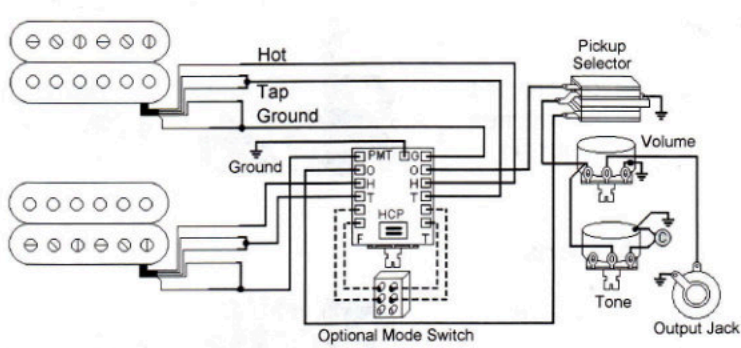 Pickup
Selector
Hot
Tap
Ground
Volume
Ground
PMT G
O O
H H
T T
HCP
F T
C
Tone
Output Jack
Optional Mode Switch